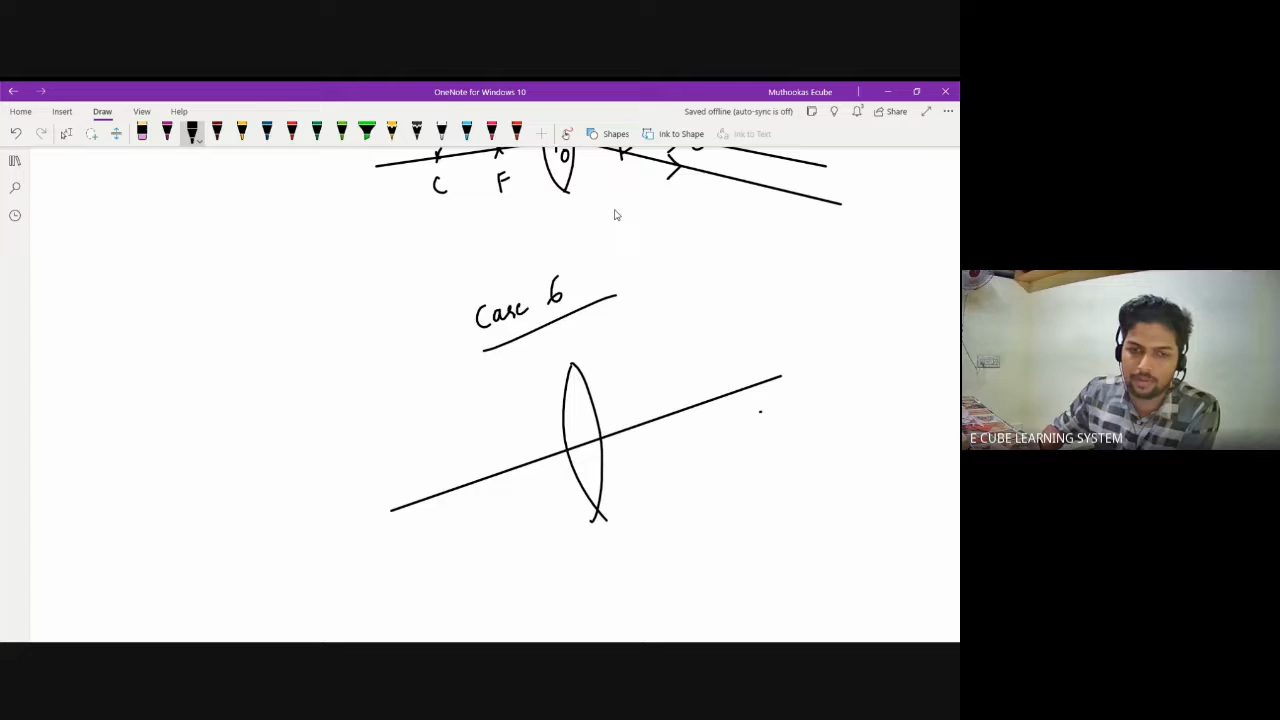 OneNote for Windows 10
Muthookas Ecube
Home Insert Draw View Help
Saved offline (auto-sync is off)
Share
Shapes
Ink to Shape
Ink to Text
O
C F
Case 6
E CUBE LEARNING SYSTEM